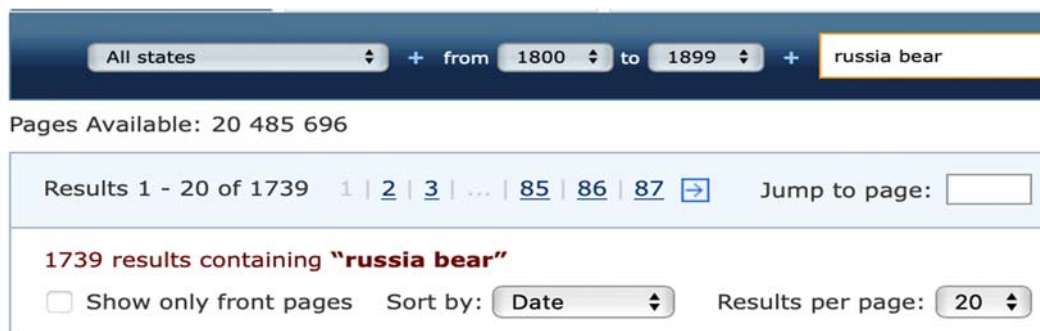 All states + from 1800 to 1899 + russia bear
Pages Available: 20 485 696
Results 1 - 20 of 1739 1 | 2 | 3 | ... | 85 | 86 | 87 Jump to page:
1739 results containing “russia bear”
Show only front pages Sort by: Date Results per page: 20